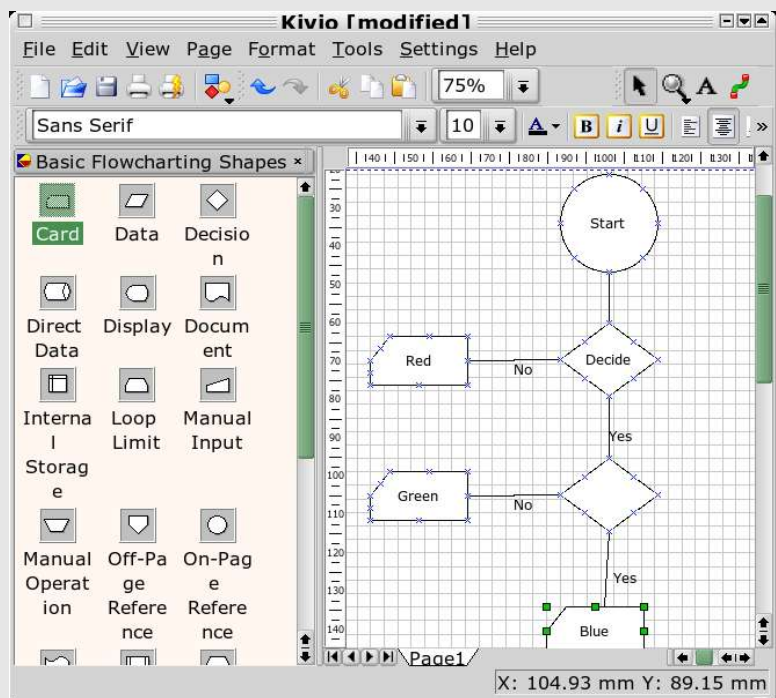 Kivio [modified]
File Edit View Page Format Tools Settings Help
75%
A
Sans Serif 10 A B i U »
Basic Flowcharting Shapes ×
Card Data Decisio
n
Direct Display Docum
Data ent
Interna Loop Manual
l Limit Input
Storag
e
Manual Off-Pa On-Pag
Operat ge e
ion Refere Refere
nce nce
140 150 160 170 180 190 100 110 120 130
30
40
50
60
70
80
90
100
110
120
130
140
Start
Red No Decide
Yes
Green No
Yes
Blue
Page1
X: 104.93 mm Y: 89.15 mm